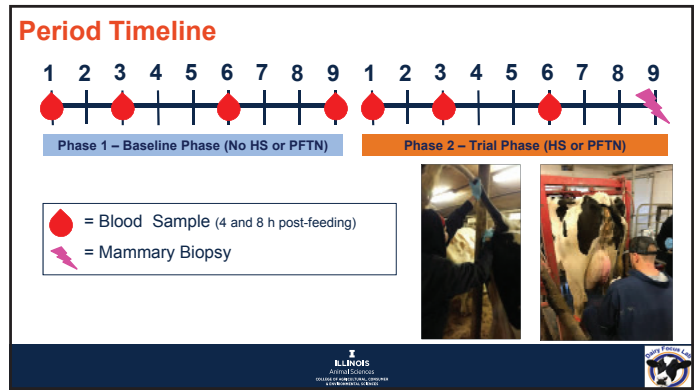 Period Timeline
1 2 3 4 5 6 7 8 9 1 2 3 4 5 6 7 8 9
Phase 1 – Baseline Phase (No HS or PFTN)
Phase 2 – Trial Phase (HS or PFTN)
= Blood Sample (4 and 8 h post-feeding)
= Mammary Biopsy
I
ILLINOIS
Animal Sciences
COLLEGE OF AGRICULTURAL, CONSUMER
& ENVIRONMENTAL SCIENCES
Dairy Focus Lab